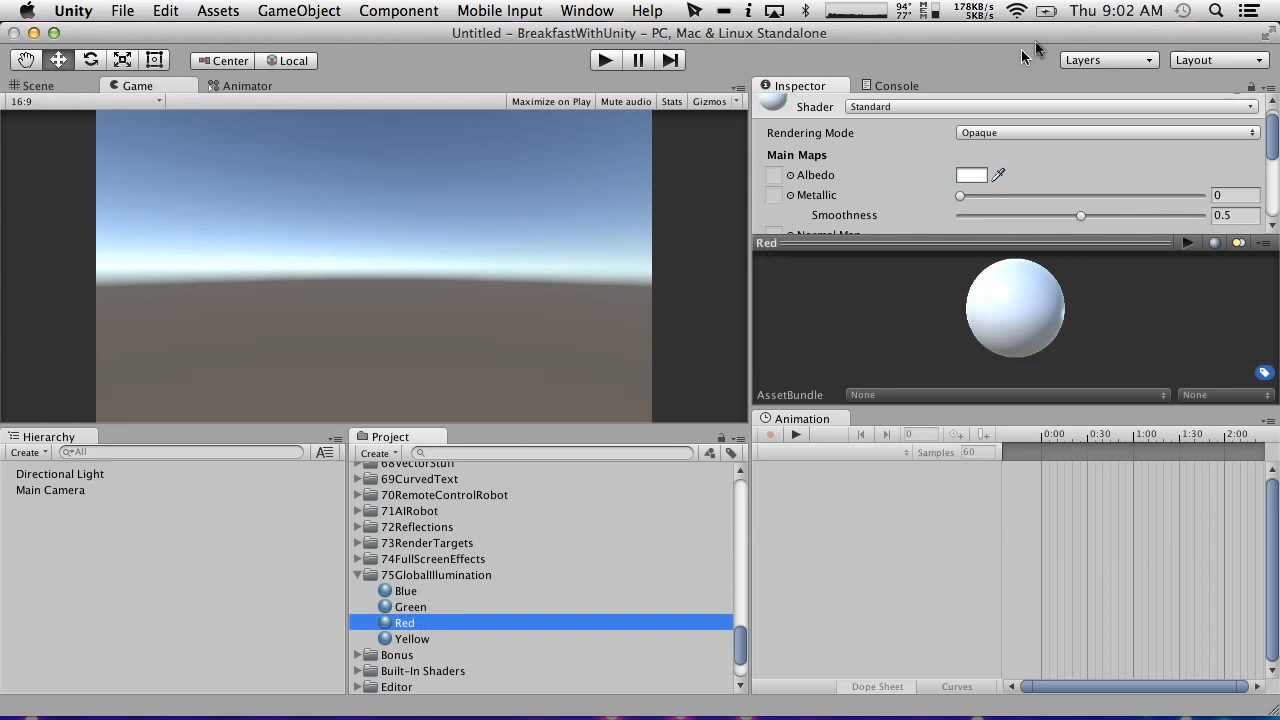 Unity File Edit Assets GameObject Component Mobile Input Window Help 94° 77° MEM 178KB/s 5KB/s Thu 9:02 AM
Untitled - BreakfastWithUnity - PC, Mac & Linux Standalone
Center Local Layers Layout
Scene Game Animator Inspector Console
16:9 Maximize on Play Mute audio Stats Gizmos
Shader Standard
Rendering Mode Opaque
Main Maps
Albedo
Metallic 0
Smoothness 0.5
Normal Map
Red
AssetBundle None None
Animation
0 0:00 0:30 1:00 1:30 2:00
Samples 60
Dope Sheet Curves
Hierarchy
Create All
Directional Light
Main Camera
Project
Create
68VectorStuff
69CurvedText
70RemoteControlRobot
71AIRobot
72Reflections
73RenderTargets
74FullScreenEffects
75GlobalIllumination
Blue
Green
Red
Yellow
Bonus
Built-In Shaders
Editor